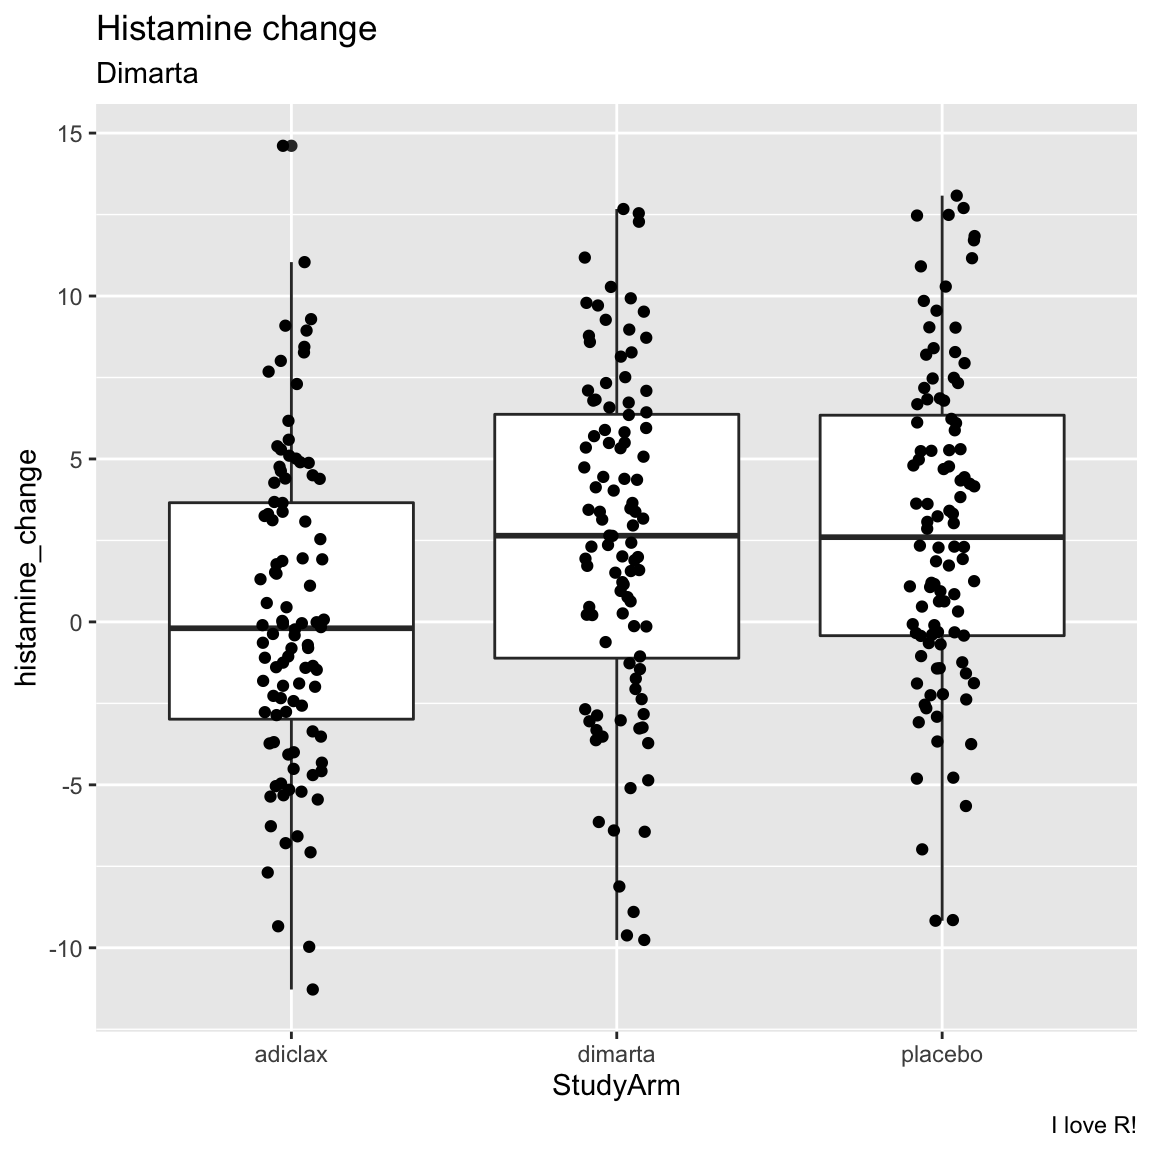 Histamine change
Dimarta
histamine_change
15
10
5
0
-5
-10
adiclax dimarta placebo
StudyArm
I love R!